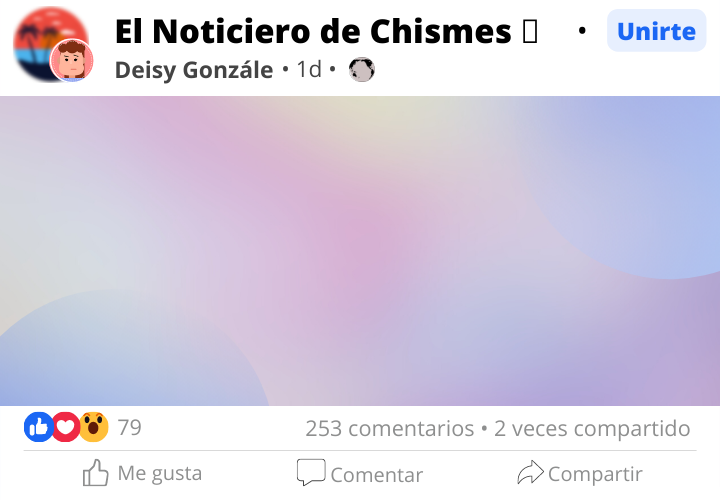 El Noticiero de Chismes • Unirte
Deisy Gonzále • 1d •
79 253 comentarios • 2 veces compartido
Me gusta Comentar Compartir